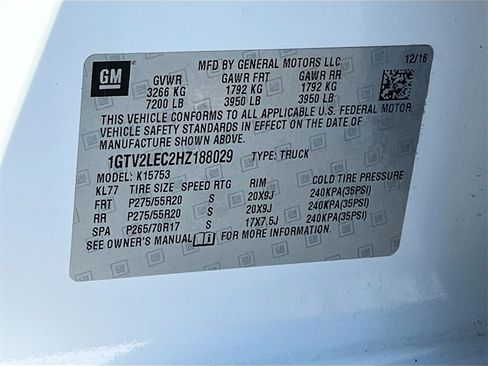 GM
MFD BY GENERAL MOTORS LLC
12/16
GVWR GAWR FRT GAWR RR
3266 KG 1792 KG 1792 KG
7200 LB 3950 LB 3950 LB
THIS VEHICLE CONFORMS TO ALL APPLICABLE U.S. FEDERAL MOTOR
VEHICLE SAFETY STANDARDS IN EFFECT ON THE DATE OF
MANUFACTURE SHOWN ABOVE.
1GTV2LEC2HZ188029 TYPE: TRUCK
MODEL: K15753
KL77 TIRE SIZE SPEED RTG RIM COLD TIRE PRESSURE
FRT P275/55R20 S 20X9J 240KPA(35PSI)
RR P275/55R20 S 20X9J 240KPA(35PSI)
SPA P265/70R17 S 17X7.5J 240KPA(35PSI)
SEE OWNER'S MANUAL FOR MORE INFORMATION.